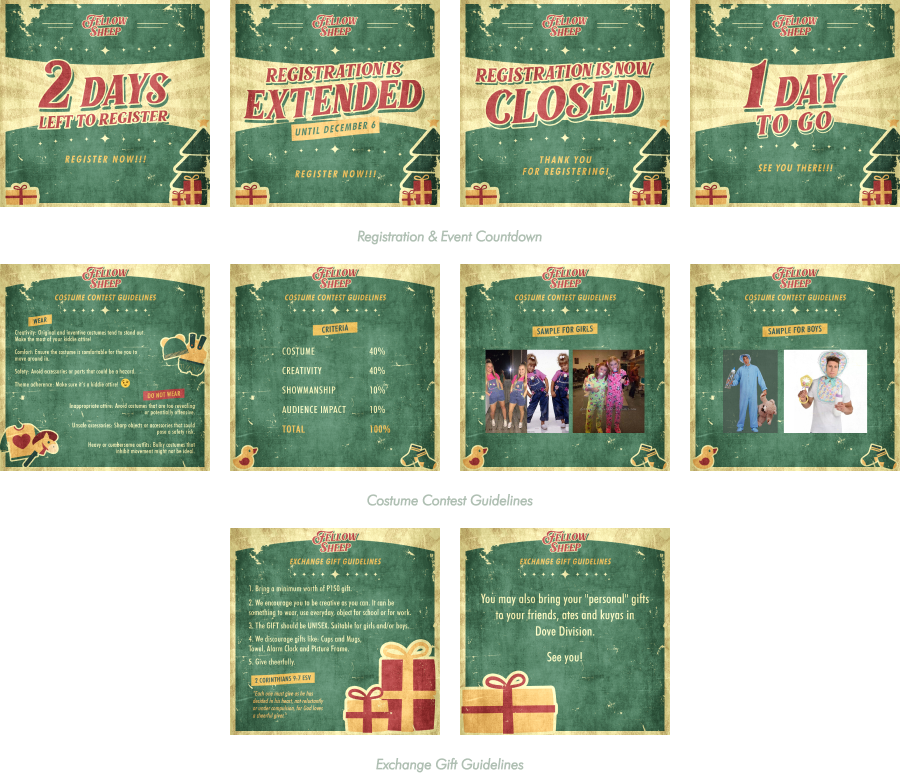 FELLOW
SHEEP
2 DAYS
LEFT TO REGISTER
REGISTER NOW!!!
FELLOW
SHEEP
REGISTRATION IS
EXTENDED
UNTIL DECEMBER 6
REGISTER NOW!!!
FELLOW
SHEEP
REGISTRATION IS NOW
CLOSED
THANK YOU
FOR REGISTERING!
FELLOW
SHEEP
1 DAY
TO GO
SEE YOU THERE!!!
Registration & Event Countdown
FELLOW
SHEEP
COSTUME CONTEST GUIDELINES
WEAR
Creativity: Original and inventive costumes tend to stand out.
Make the most of your kiddie attire!
Comfort: Ensure the costume is comfortable for the you to
move around in.
Safety: Avoid accessories or parts that could be a hazard.
Theme adherence: Make sure it's a kiddie attire!
DO NOT WEAR
Inappropriate attire: Avoid costumes that are too revealing
or potentially offensive.
Unsafe accessories: Sharp objects or accessories that could
pose a safety risk.
Heavy or cumbersome outfits: Bulky costumes that
inhibit movement might not be ideal.
FELLOW
SHEEP
COSTUME CONTEST GUIDELINES
CRITERIA
COSTUME 40%
CREATIVITY 40%
SHOWMANSHIP 10%
AUDIENCE IMPACT 10%
TOTAL 100%
FELLOW
SHEEP
COSTUME CONTEST GUIDELINES
SAMPLE FOR GIRLS
FELLOW
SHEEP
COSTUME CONTEST GUIDELINES
SAMPLE FOR BOYS
Costume Contest Guidelines
FELLOW
SHEEP
EXCHANGE GIFT GUIDELINES
1. Bring a minimum worth of P150 gift.
2. We encourage you to be creative as you can. It can be
something to wear, use everyday, object for school or for work.
3. The GIFT should be UNISEX. Suitable for girls and/or boys.
4. We discourage gifts like: Cups and Mugs,
Towel, Alarm Clock and Picture Frame.
5. Give cheerfully.
2 CORINTHIANS 9:7 ESV
"Each one must give as he has
decided in his heart, not reluctantly
or under compulsion, for God loves
a cheerful giver."
FELLOW
SHEEP
EXCHANGE GIFT GUIDELINES
You may also bring your "personal" gifts
to your friends, ates and kuyas in
Dove Division.
See you!
Exchange Gift Guidelines